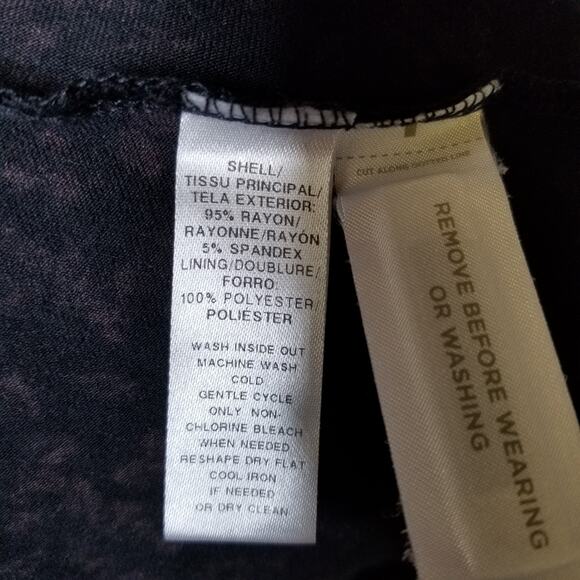 SHELL/
TISSU PRINCIPAL/
TELA EXTERIOR:
95% RAYON/
RAYONNE/RAYÓN
5% SPANDEX
LINING/DOUBLURE/
FORRO:
100% POLYESTER/
POLIÉSTER
WASH INSIDE OUT
MACHINE WASH
COLD
GENTLE CYCLE
ONLY NON-
CHLORINE BLEACH
WHEN NEEDED
RESHAPE DRY FLAT
COOL IRON
IF NEEDED
OR DRY CLEAN
CUT ALONG DOTTED LINE
REMOVE BEFORE WEARING
OR WASHING